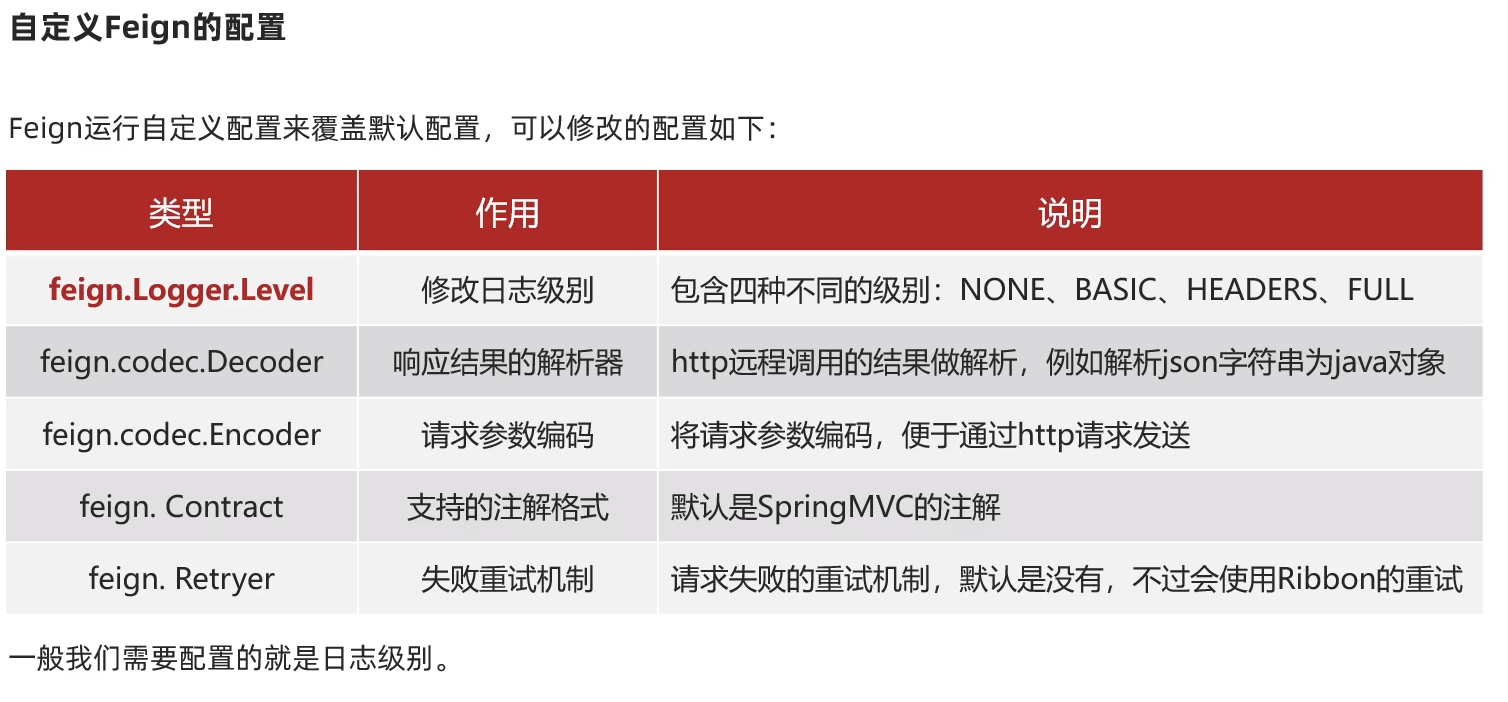 自定义Feign的配置
Feign运行自定义配置来覆盖默认配置，可以修改的配置如下：
类型 作用 说明
feign.Logger.Level 修改日志级别 包含四种不同的级别：NONE、BASIC、HEADERS、FULL
feign.codec.Decoder 响应结果的解析器 http远程调用的结果做解析，例如解析json字符串为java对象
feign.codec.Encoder 请求参数编码 将请求参数编码，便于通过http请求发送
feign. Contract 支持的注解格式 默认是SpringMVC的注解
feign. Retryer 失败重试机制 请求失败的重试机制，默认是没有，不过会使用Ribbon的重试
一般我们需要配置的就是日志级别。